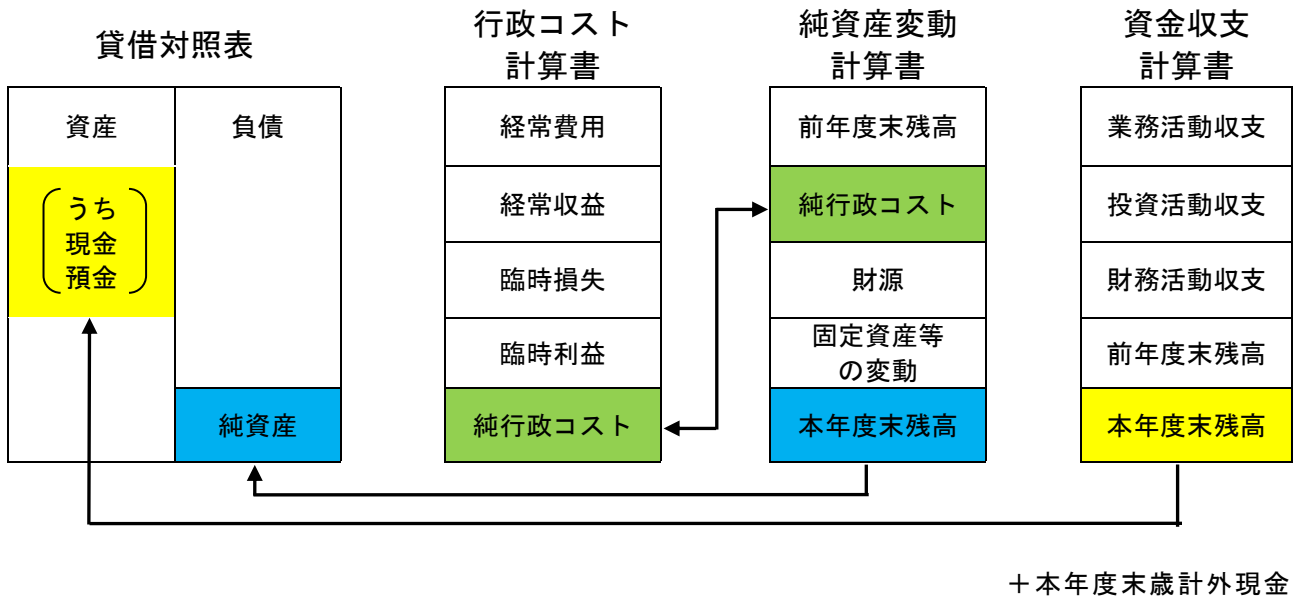 貸借対照表
資産
負債
うち
現金
預金
純資産
行政コスト
計算書
経常費用
経常収益
臨時損失
臨時利益
純行政コスト
純資産変動
計算書
前年度末残高
純行政コスト
財源
固定資産等
の変動
本年度末残高
資金収支
計算書
業務活動収支
投資活動収支
財務活動収支
前年度末残高
本年度末残高
＋本年度末歳計外現金